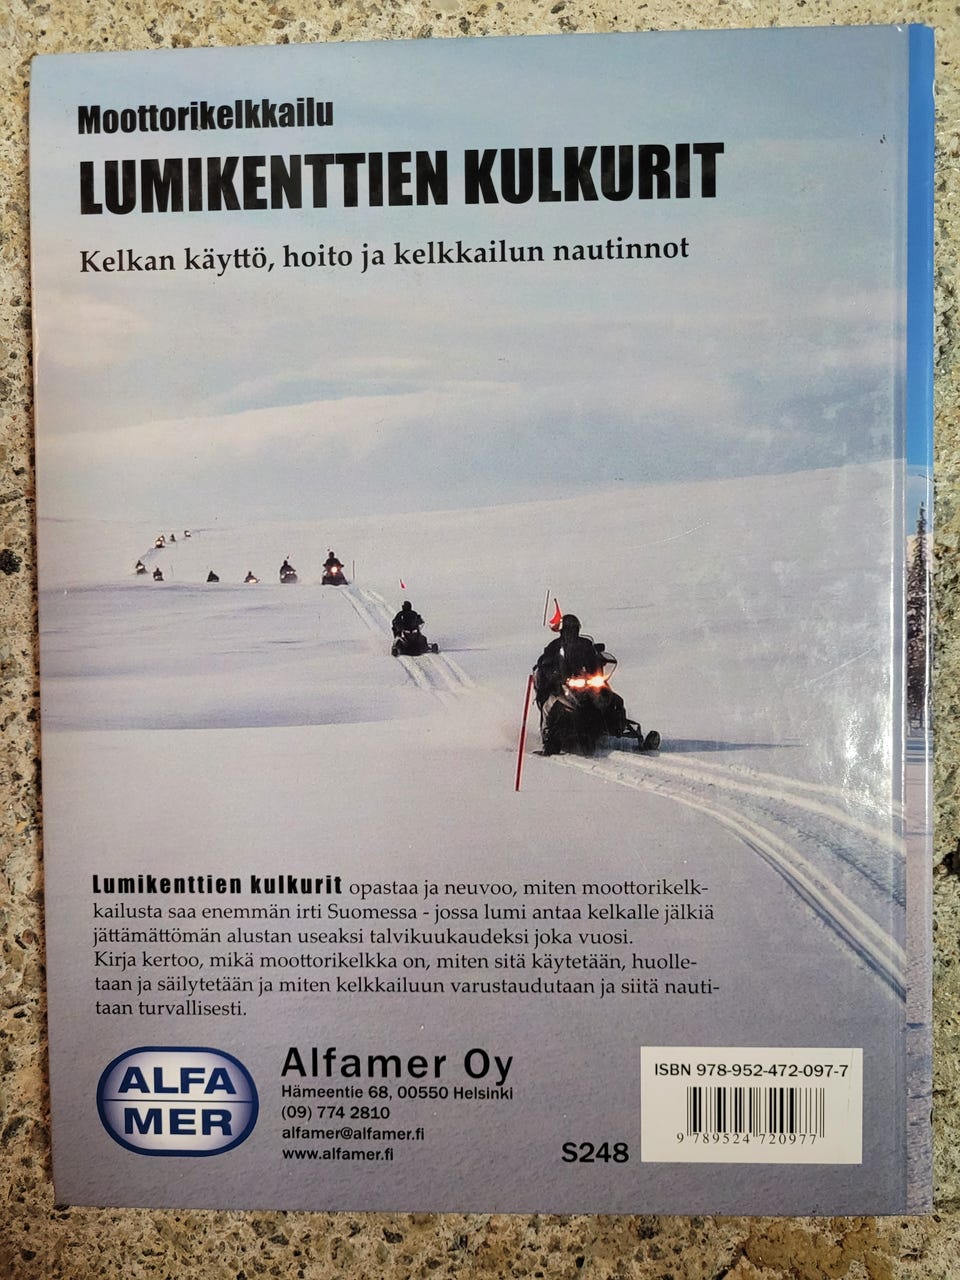 Moottorikelkkailu
LUMIKENTTIEN KULKURIT
Kelkan käyttö, hoito ja kelkkailun nautinnot
Lumikenttien kulkurit opastaa ja neuvoo, miten moottorikelk-
kailusta saa enemmän irti Suomessa - jossa lumi antaa kelkalle jälkiä
jättämättömän alustan useaksi talvikuukaudeksi joka vuosi.
Kirja kertoo, mikä moottorikelkka on, miten sitä käytetään, huolle-
taan ja säilytetään ja miten kelkkailuun varustaudutaan ja siitä nauti-
taan turvallisesti.
ALFA
MER
Alfamer Oy
Hämeentie 68, 00550 Helsinki
(09) 774 2810
alfamer@alfamer.fi
www.alfamer.fi
S248
ISBN 978-952-472-097-7
9 789524 720977